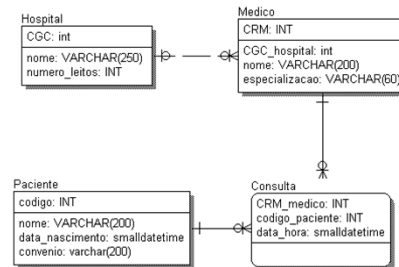 Hospital
CGC: int
nome: VARCHAR(250)
numero_leitos: INT
Medico
CRM: INT
CGC_hospital: int
nome: VARCHAR(200)
especializacao: VARCHAR(60)
Paciente
codigo: INT
nome: VARCHAR(200)
data_nascimento: smalldatetime
convenio: varchar(200)
Consulta
CRM_medico: INT
codigo_paciente: INT
data_hora: smalldatetime